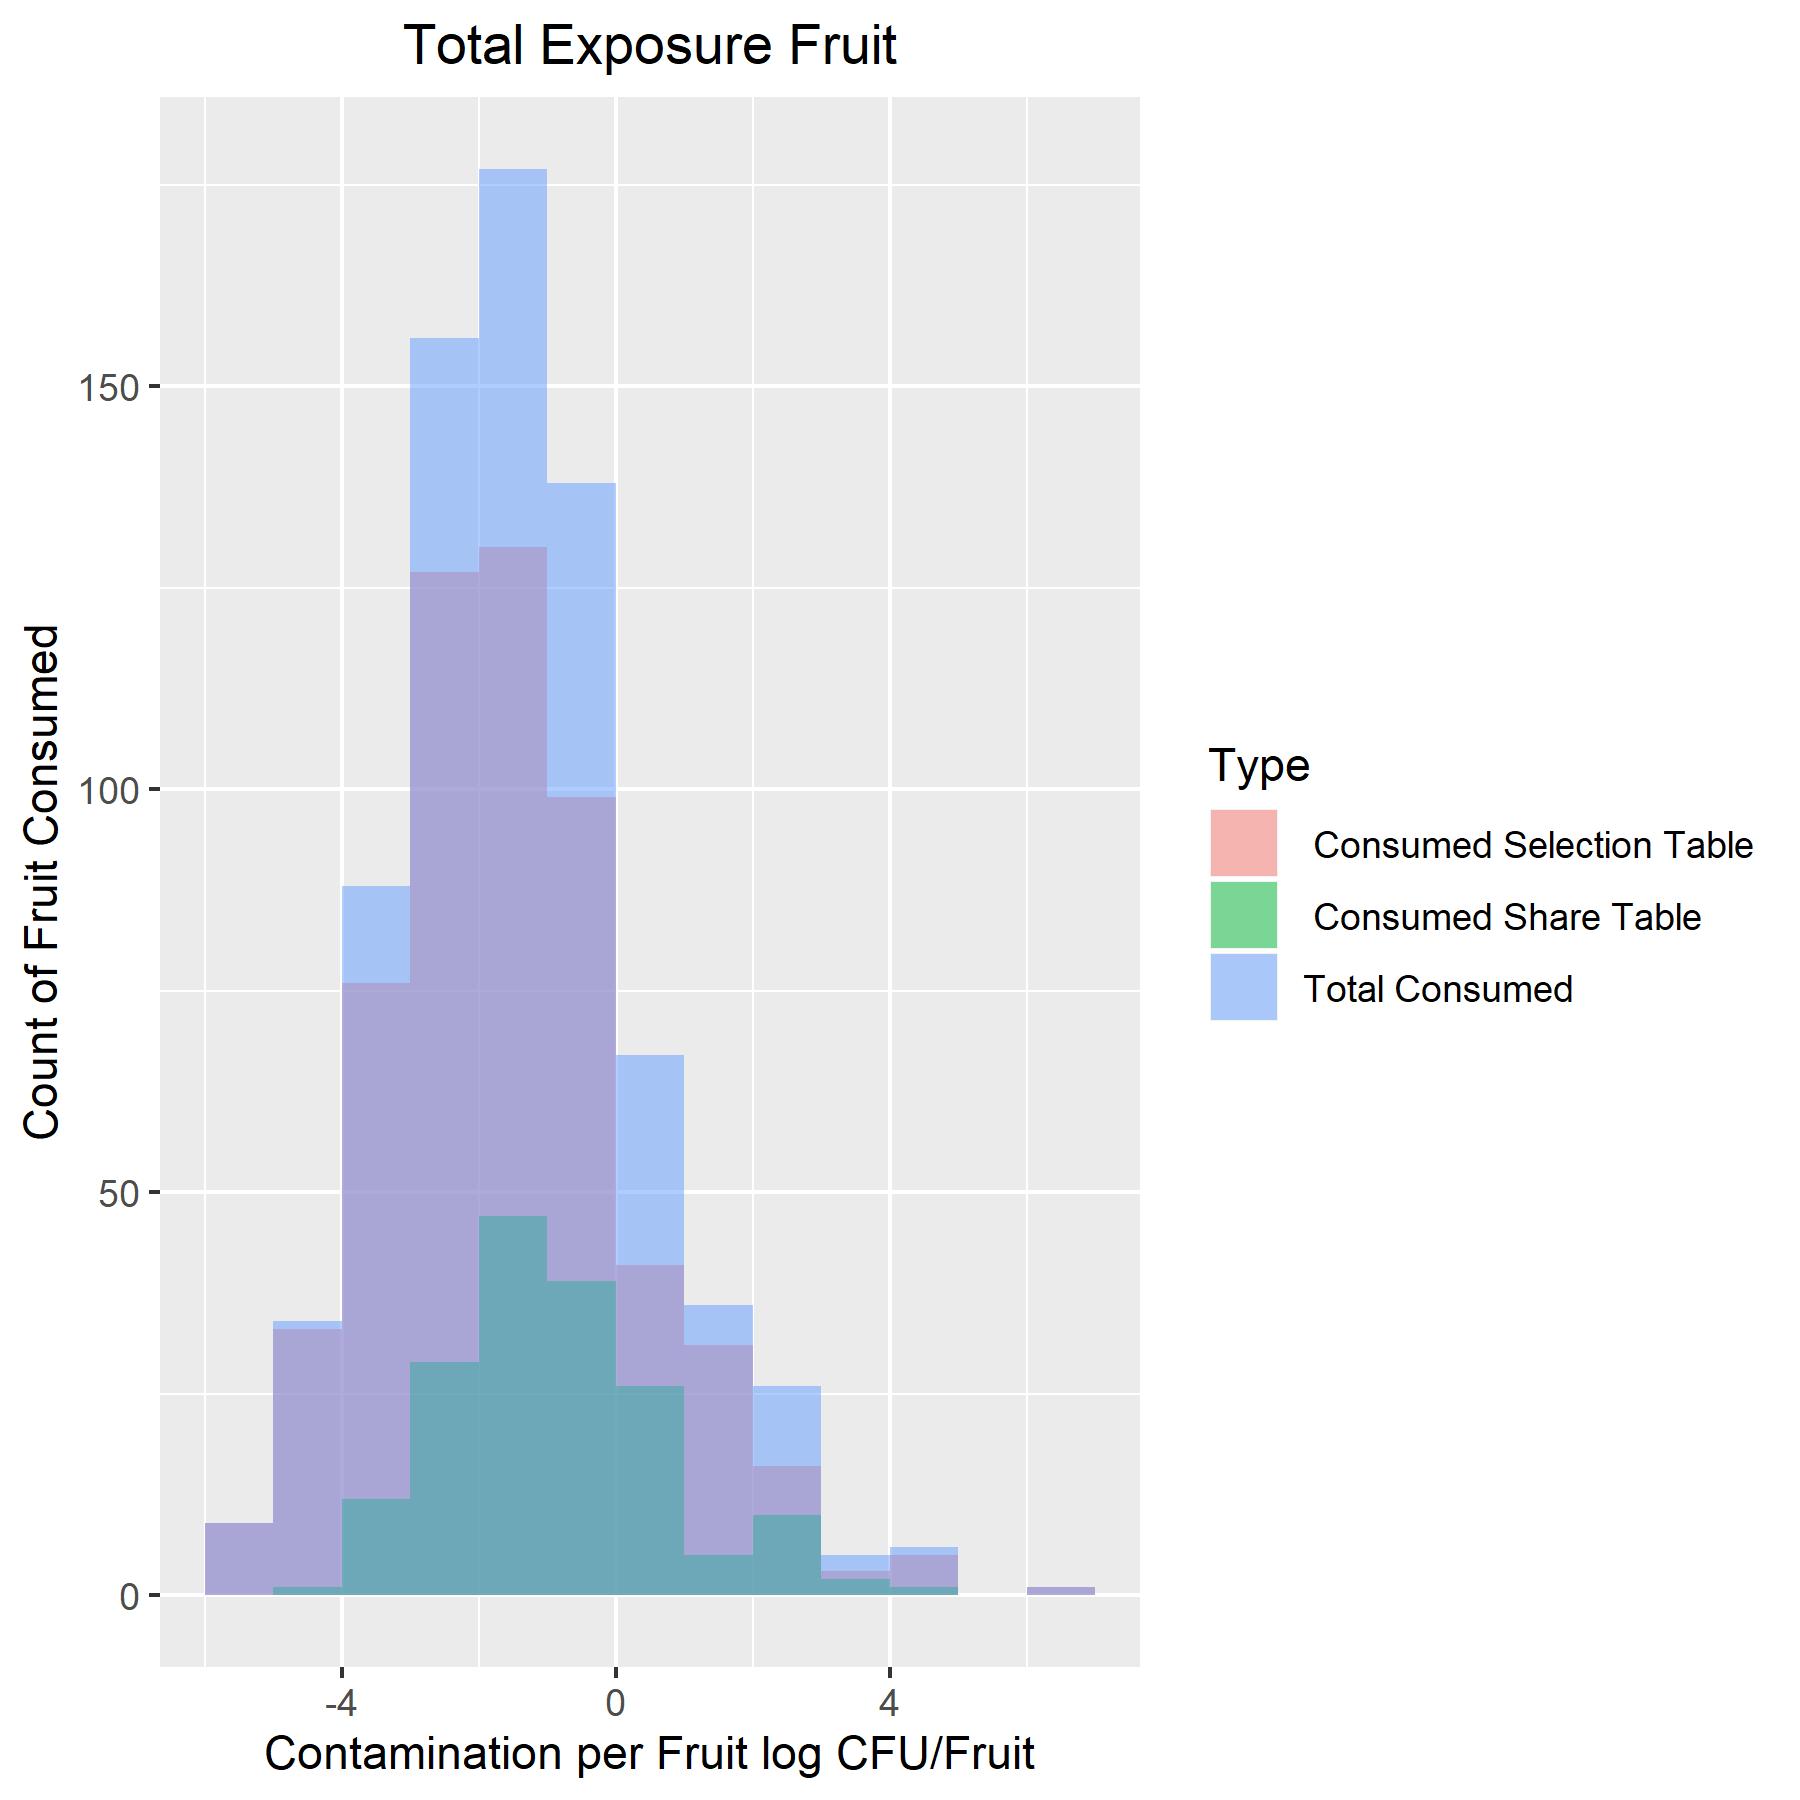 Total Exposure Fruit
Count of Fruit Consumed
150
100
50
0
-4
0
4
Contamination per Fruit log CFU/Fruit
Type
Consumed Selection Table
Consumed Share Table
Total Consumed